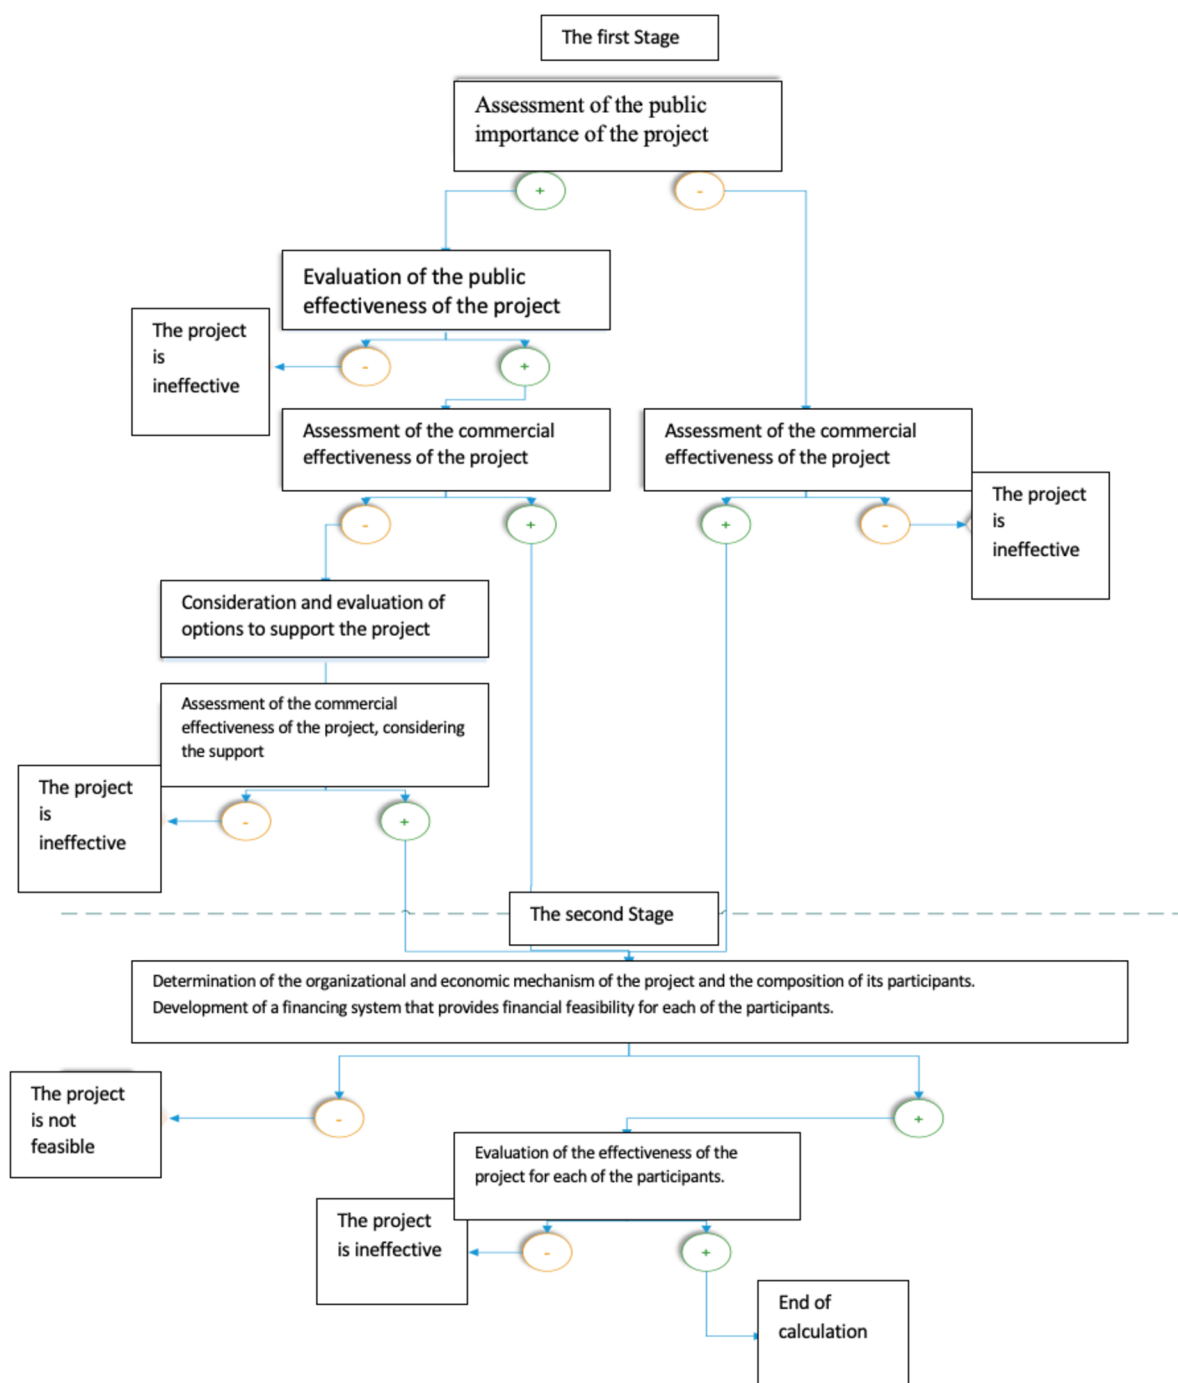 The first Stage
Assessment of the public
importance of the project
+
-
Evaluation of the public
effectiveness of the project
The project
is
ineffective
-
+
Assessment of the commercial
effectiveness of the project
Assessment of the commercial
effectiveness of the project
The project
is
ineffective
-
+
+
-
Consideration and evaluation of
options to support the project
Assessment of the commercial
effectiveness of the project, considering
the support
The project
is
ineffective
-
+
The second Stage
Determination of the organizational and economic mechanism of the project and the composition of its participants.
Development of a financing system that provides financial feasibility for each of the participants.
The project
is not
feasible
-
+
Evaluation of the effectiveness of the
project for each of the participants.
The project
is ineffective
-
+
End of
calculation